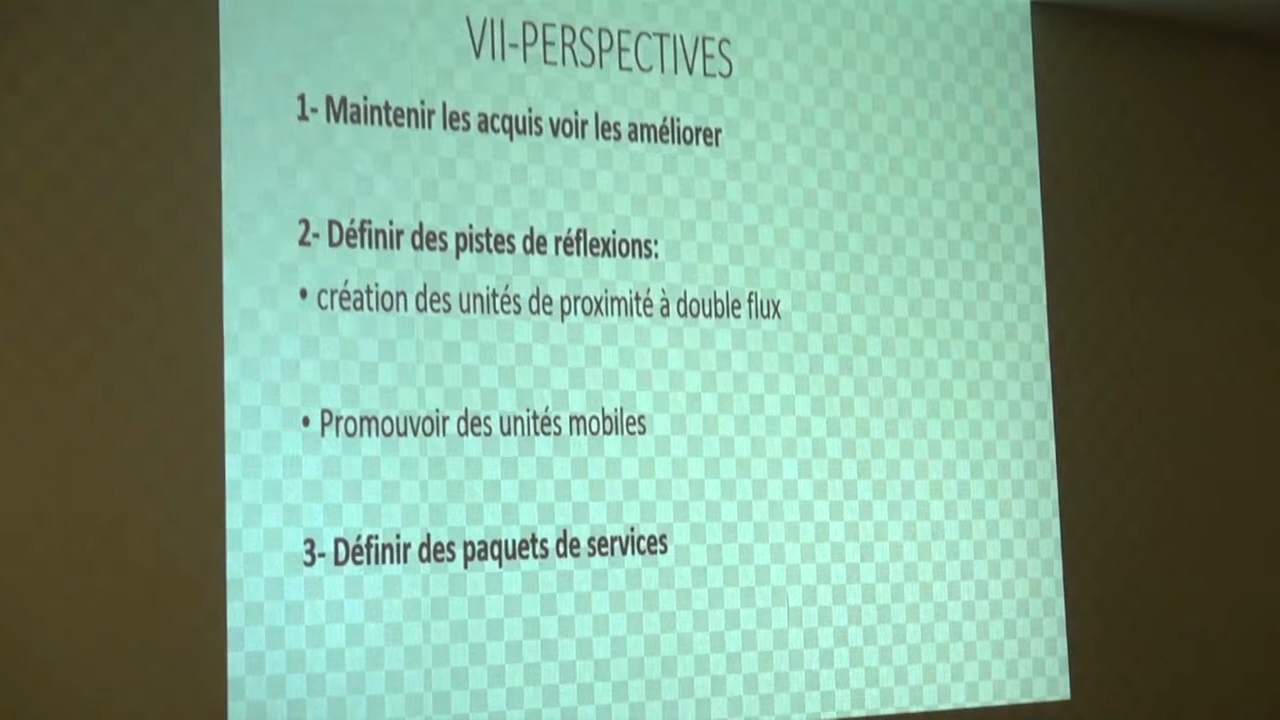 VII-PERSPECTIVES
1- Maintenir les acquis voir les améliorer
2- Définir des pistes de réflexions:
• création des unités de proximité à double flux
• Promouvoir des unités mobiles
3- Définir des paquets de services